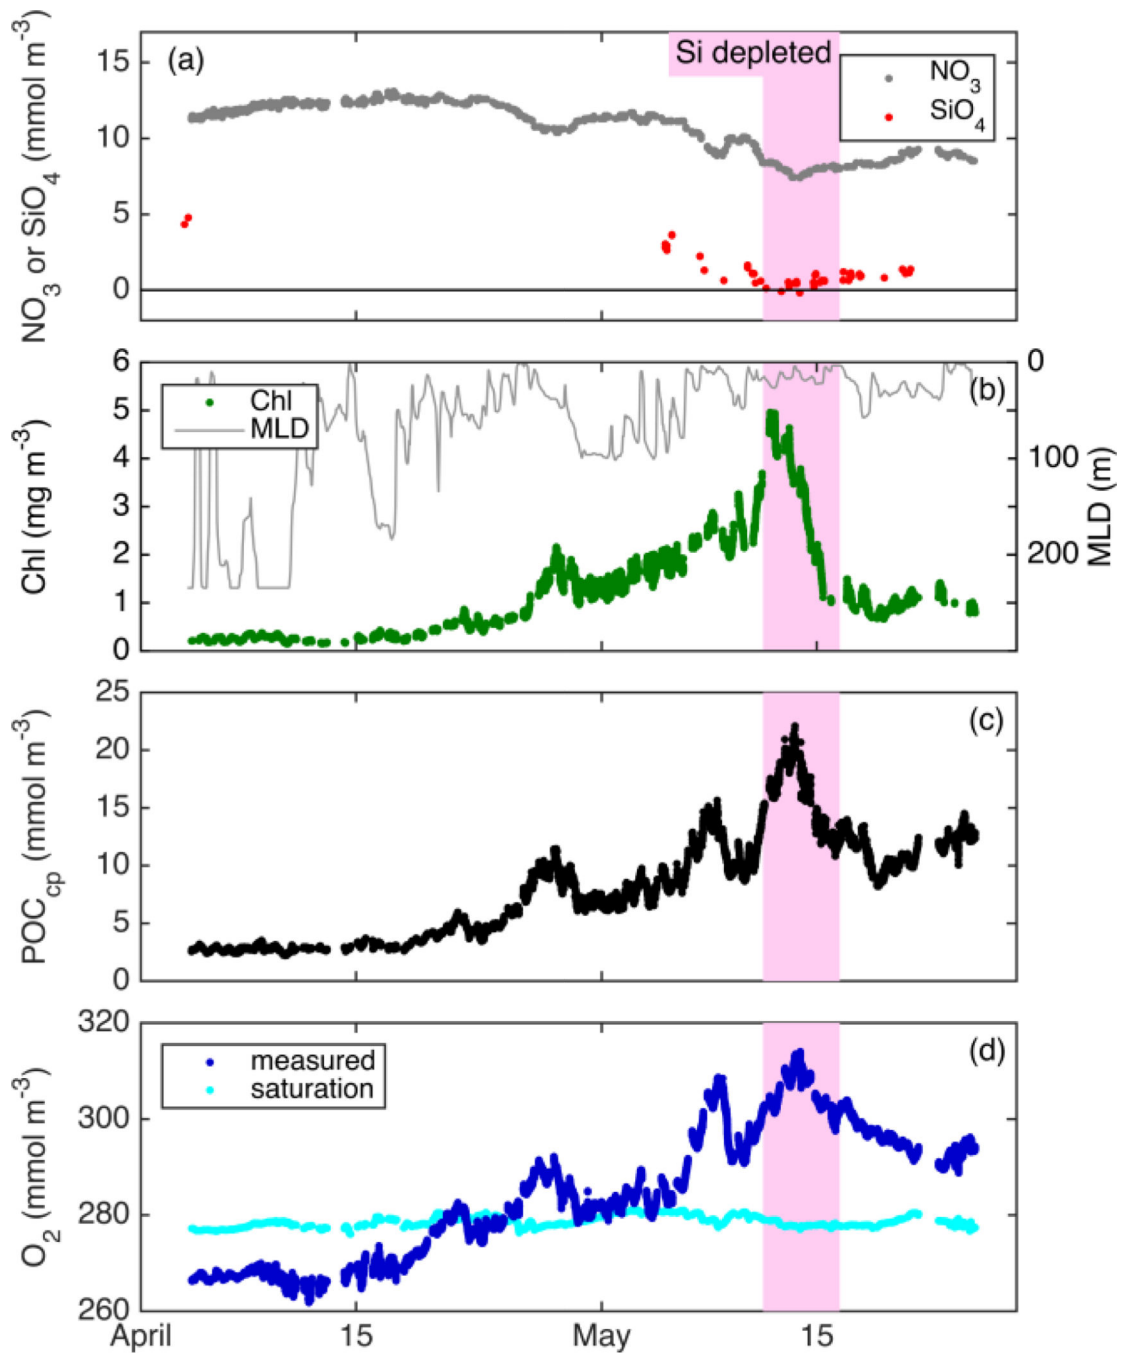 (a)
Si depleted
NO3
SiO4
NO3 or SiO4 (mmol m-3)
15
10
5
0
(b)
Chl
MLD
Chl (mg m-3)
6
5
4
3
2
1
0
0
100
200
MLD (m)
(c)
POCcp (mmol m-3)
25
20
15
10
5
0
(d)
measured
saturation
O2 (mmol m-3)
320
300
280
260
April 15 May 15